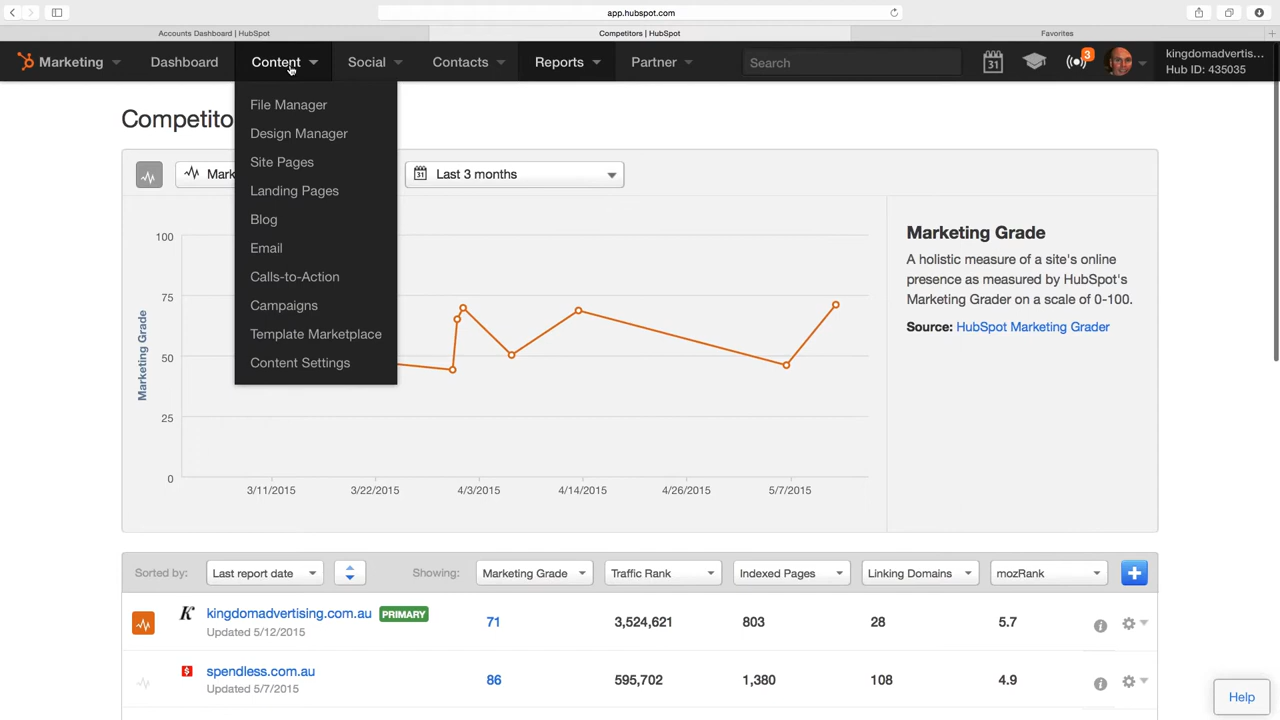 app.hubspot.com
Accounts Dashboard | HubSpot
Competitors | HubSpot
Favorites
Marketing
Dashboard
Content
Social
Contacts
Reports
Partner
Search
31
3
kingdomadvertis...
Hub ID: 435035
File Manager
Design Manager
Site Pages
Landing Pages
Blog
Email
Calls-to-Action
Campaigns
Template Marketplace
Content Settings
Competito
Mark
31
Last 3 months
100
75
50
25
0
Marketing Grade
3/11/2015
3/22/2015
4/3/2015
4/14/2015
4/26/2015
5/7/2015
Marketing Grade
A holistic measure of a site's online
presence as measured by HubSpot's
Marketing Grader on a scale of 0-100.
Source: HubSpot Marketing Grader
Sorted by:
Last report date
Showing:
Marketing Grade
Traffic Rank
Indexed Pages
Linking Domains
mozRank
K
kingdomadvertising.com.au
PRIMARY
Updated 5/12/2015
71
3,524,621
803
28
5.7
$
spendless.com.au
Updated 5/7/2015
86
595,702
1,380
108
4.9
Help